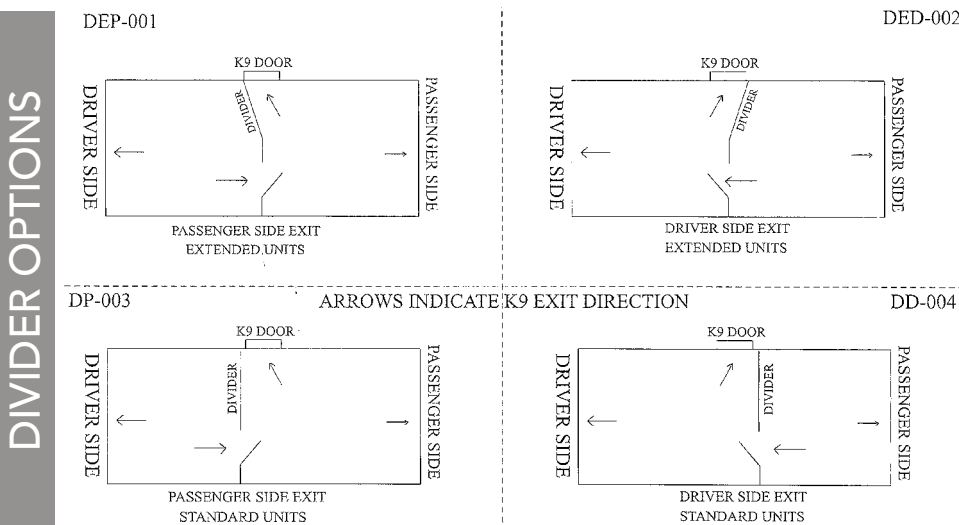 DIVIDER OPTIONS
DEP-001
K9 DOOR
DRIVER SIDE
DIVIDER
PASSENGER SIDE
PASSENGER SIDE EXIT
EXTENDED UNITS
DED-002
K9 DOOR
DRIVER SIDE
DIVIDER
PASSENGER SIDE
DRIVER SIDE EXIT
EXTENDED UNITS
ARROWS INDICATE K9 EXIT DIRECTION
DP-003
K9 DOOR
DRIVER SIDE
DIVIDER
PASSENGER SIDE
PASSENGER SIDE EXIT
STANDARD UNITS
DD-004
K9 DOOR
DRIVER SIDE
DIVIDER
PASSENGER SIDE
DRIVER SIDE EXIT
STANDARD UNITS